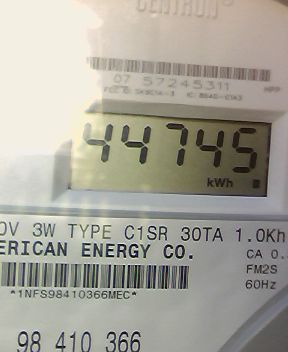 CENTRON®
07 57245311
HPP
44745
kWh
3W TYPE C1SR 30TA 1.0Kh
ERICAN ENERGY CO.
CA 0.
FM2S
*1NFS98410366MEC*
60Hz
98 410 366